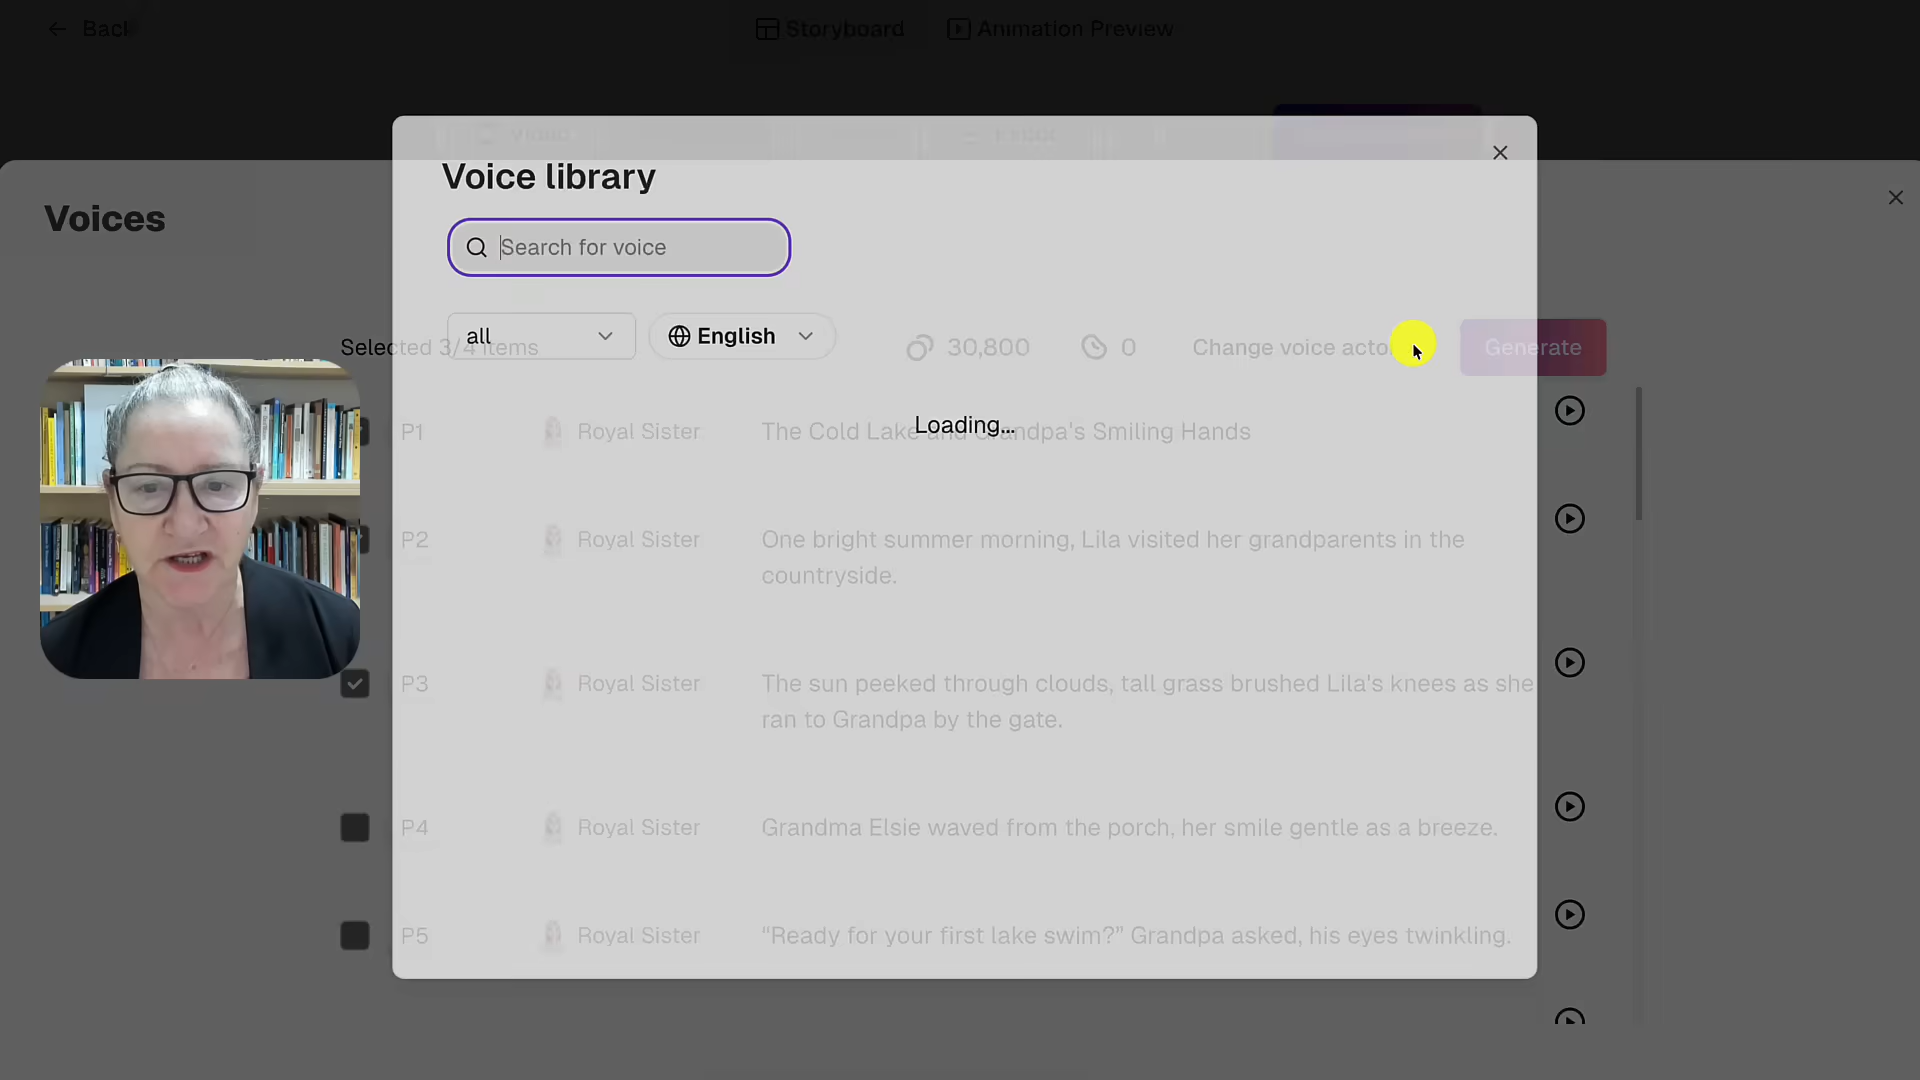 Back
Storyboard
Animation Preview
Voice library
Voices
Search for voice
all
English
Selected 3/4 items
30,800
0
Change voice acto
Generate
Loading...
P1
Royal Sister
The Cold Lake and Grandpa's Smiling Hands
P2
Royal Sister
One bright summer morning, Lila visited her grandparents in the
countryside.
P3
Royal Sister
The sun peeked through clouds, tall grass brushed Lila's knees as she
ran to Grandpa by the gate.
P4
Royal Sister
Grandma Elsie waved from the porch, her smile gentle as a breeze.
P5
Royal Sister
“Ready for your first lake swim?” Grandpa asked, his eyes twinkling.